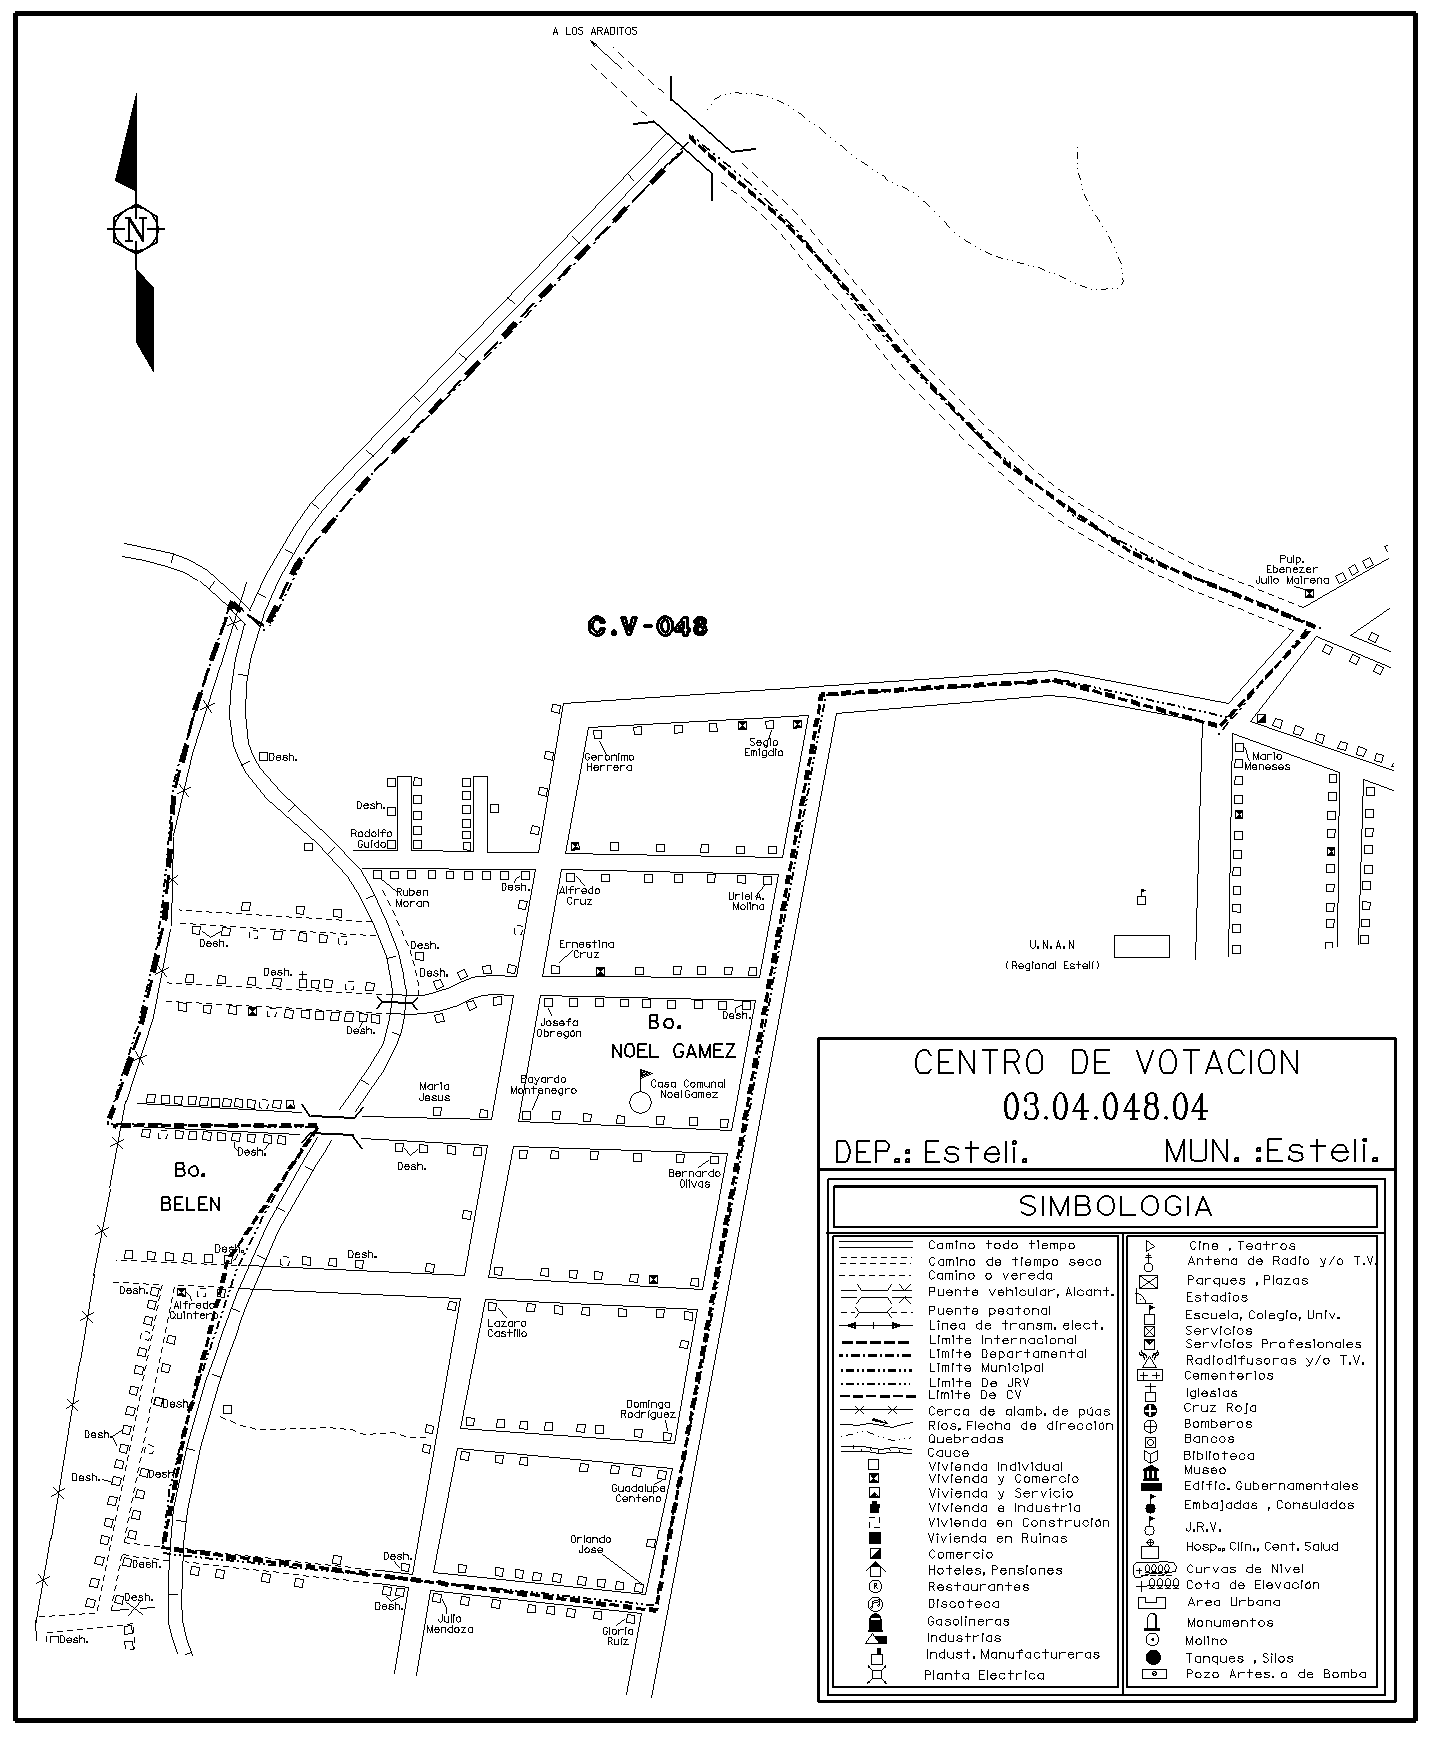 A LOS ARADITOS
N
Pulp.
Ebenezer
Julio Mairena
C.V-048
Desh.
Geronimo
Herrera
Segio
Emigdia
Mario
Meneses
Desh.
Rodolfo
Guido
Ruben
Moran
Desh.
Alfredo
Cruz
Uriel A.
Molina
Desh.
Desh.
Ernestina
Cruz
U.N.A.N
(Regional Estelí)
Desh.
Desh.
Desh.
Josefa
Obregón
Bo.
NOEL GAMEZ
Desh.
Maria
Jesus
Bayardo
Montenegro
Casa Comunal
Noel Gamez
Desh.
Bo.
BELEN
Desh.
Bernardo
Olivas
Desh.
Desh.
Desh.
Alfredo
Quintero
Lazaro
Castillo
Desh.
Desh.
Dominga
Rodríguez
Desh.
Desh.
Guadalupe
Centeno
Orlando
Jose
Desh.
Desh.
Desh.
Desh.
Julio
Mendoza
Gloria
Ruíz
Desh.
CENTRO DE VOTACION
03.04.048.04
DEP.: Esteli. MUN. :Esteli.
SIMBOLOGIA
Camino todo tiempo
Camino de tiempo seco
Camino o vereda
Puente vehicular, Alcant.
Puente peatonal
Linea de transm. elect.
Limite Internacional
Limite Departamental
Limite Municipal
Limite De JRV
Limite De CV
Cerca de alamb. de púas
Ríos. Flecha de dirección
Quebradas
Cauce
Vivienda Individual
Vivienda y Comercio
Vivienda y Servicio
Vivienda e Industria
Vivienda en Construción
Vivienda en Ruinas
Comercio
Hoteles, Pensiones
R Restaurantes
Discoteca
Gasolineras
Industrias
Indust. Manufactureras
Planta Electrica
Cine , Teatros
Antena de Radio y/o T.V.
Parques , Plazas
Estadios
Escuela, Colegio, Univ.
Servicios
Servicios Profesionales
Radiodifusoras y/o T.V.
Cementerios
Iglesias
Cruz Roja
Bomberos
Bancos
Biblioteca
Museo
Edific. Gubernamentales
Embajadas , Consulados
J.R.V.
Hosp., Clin., Cent. Salud
Curvas de Nivel
Cota de Elevación
Area Urbana
Monumentos
Molino
Tanques , Silos
Pozo Artes. o de Bomba